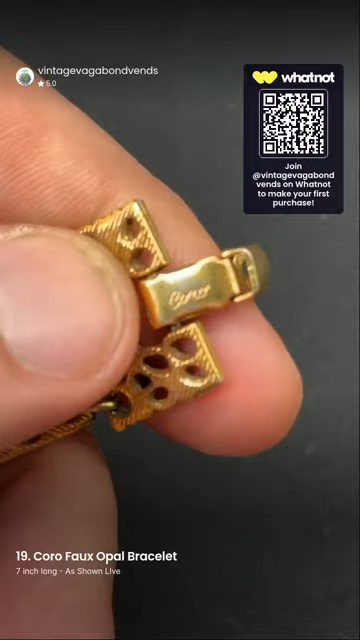 vintagevagabondvends
★ 5.0
whatnot
Join
@vintagevagabond
vends on Whatnot
to make your first
purchase!
Coro
19. Coro Faux Opal Bracelet
7 inch long - As Shown Live